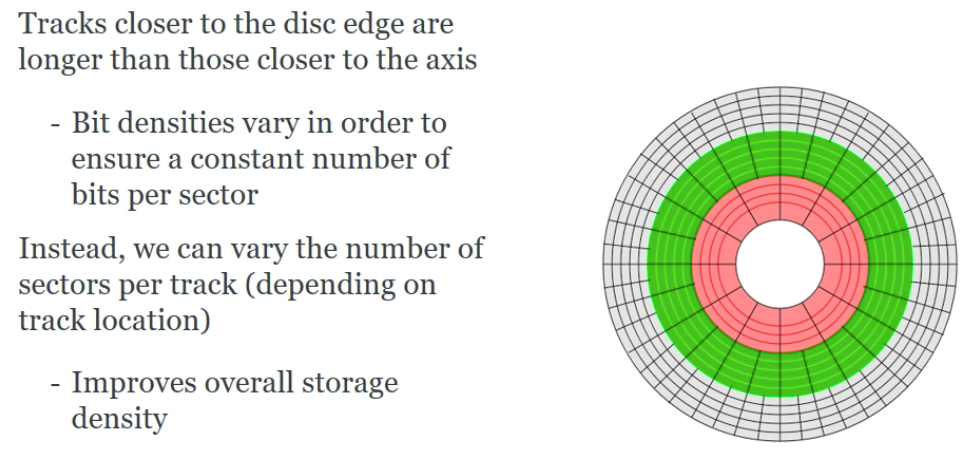 Tracks closer to the disc edge are
longer than those closer to the axis
- Bit densities vary in order to
ensure a constant number of
bits per sector
Instead, we can vary the number of
sectors per track (depending on
track location)
- Improves overall storage
density